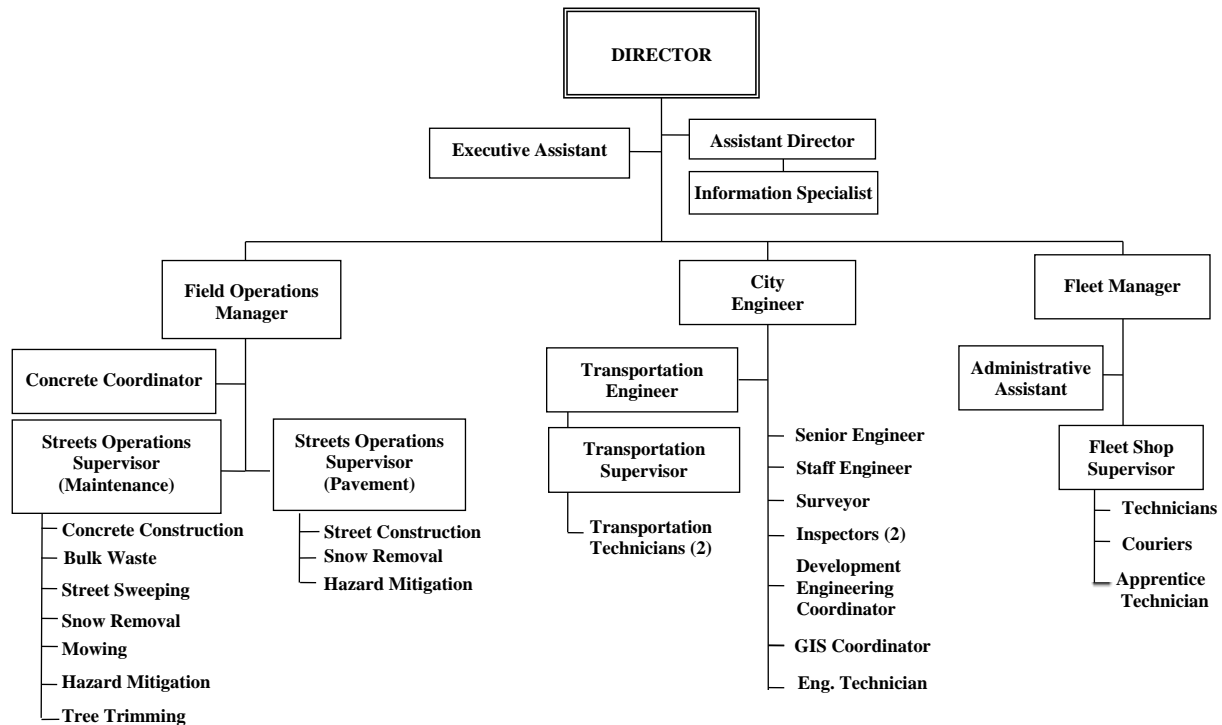 DIRECTOR
Executive Assistant
Assistant Director
Information Specialist
Field Operations
Manager
City
Engineer
Fleet Manager
Concrete Coordinator
Streets Operations
Supervisor
(Maintenance)
Streets Operations
Supervisor
(Pavement)
Concrete Construction
Bulk Waste
Street Sweeping
Snow Removal
Mowing
Hazard Mitigation
Tree Trimming
Street Construction
Snow Removal
Hazard Mitigation
Transportation
Engineer
Transportation
Supervisor
Transportation
Technicians (2)
Senior Engineer
Staff Engineer
Surveyor
Inspectors (2)
Development
Engineering
Coordinator
GIS Coordinator
Eng. Technician
Administrative
Assistant
Fleet Shop
Supervisor
Technicians
Couriers
Apprentice
Technician